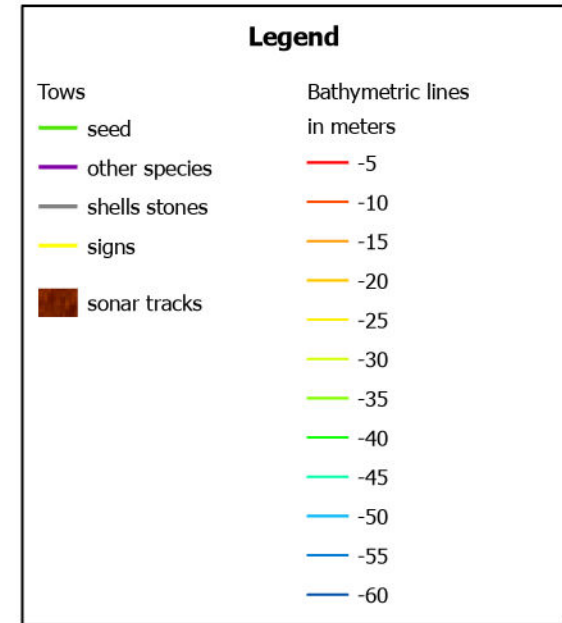 Legend
Tows
seed
other species
shells stones
signs
sonar tracks
Bathymetric lines
in meters
-5
-10
-15
-20
-25
-30
-35
-40
-45
-50
-55
-60